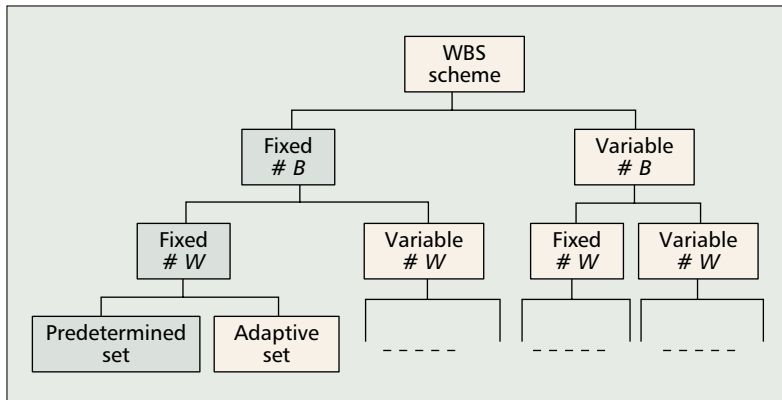 WBS
scheme
Fixed
# B
Variable
# B
Fixed
# W
Variable
# W
Fixed
# W
Variable
# W
Predetermined
set
Adaptive
set